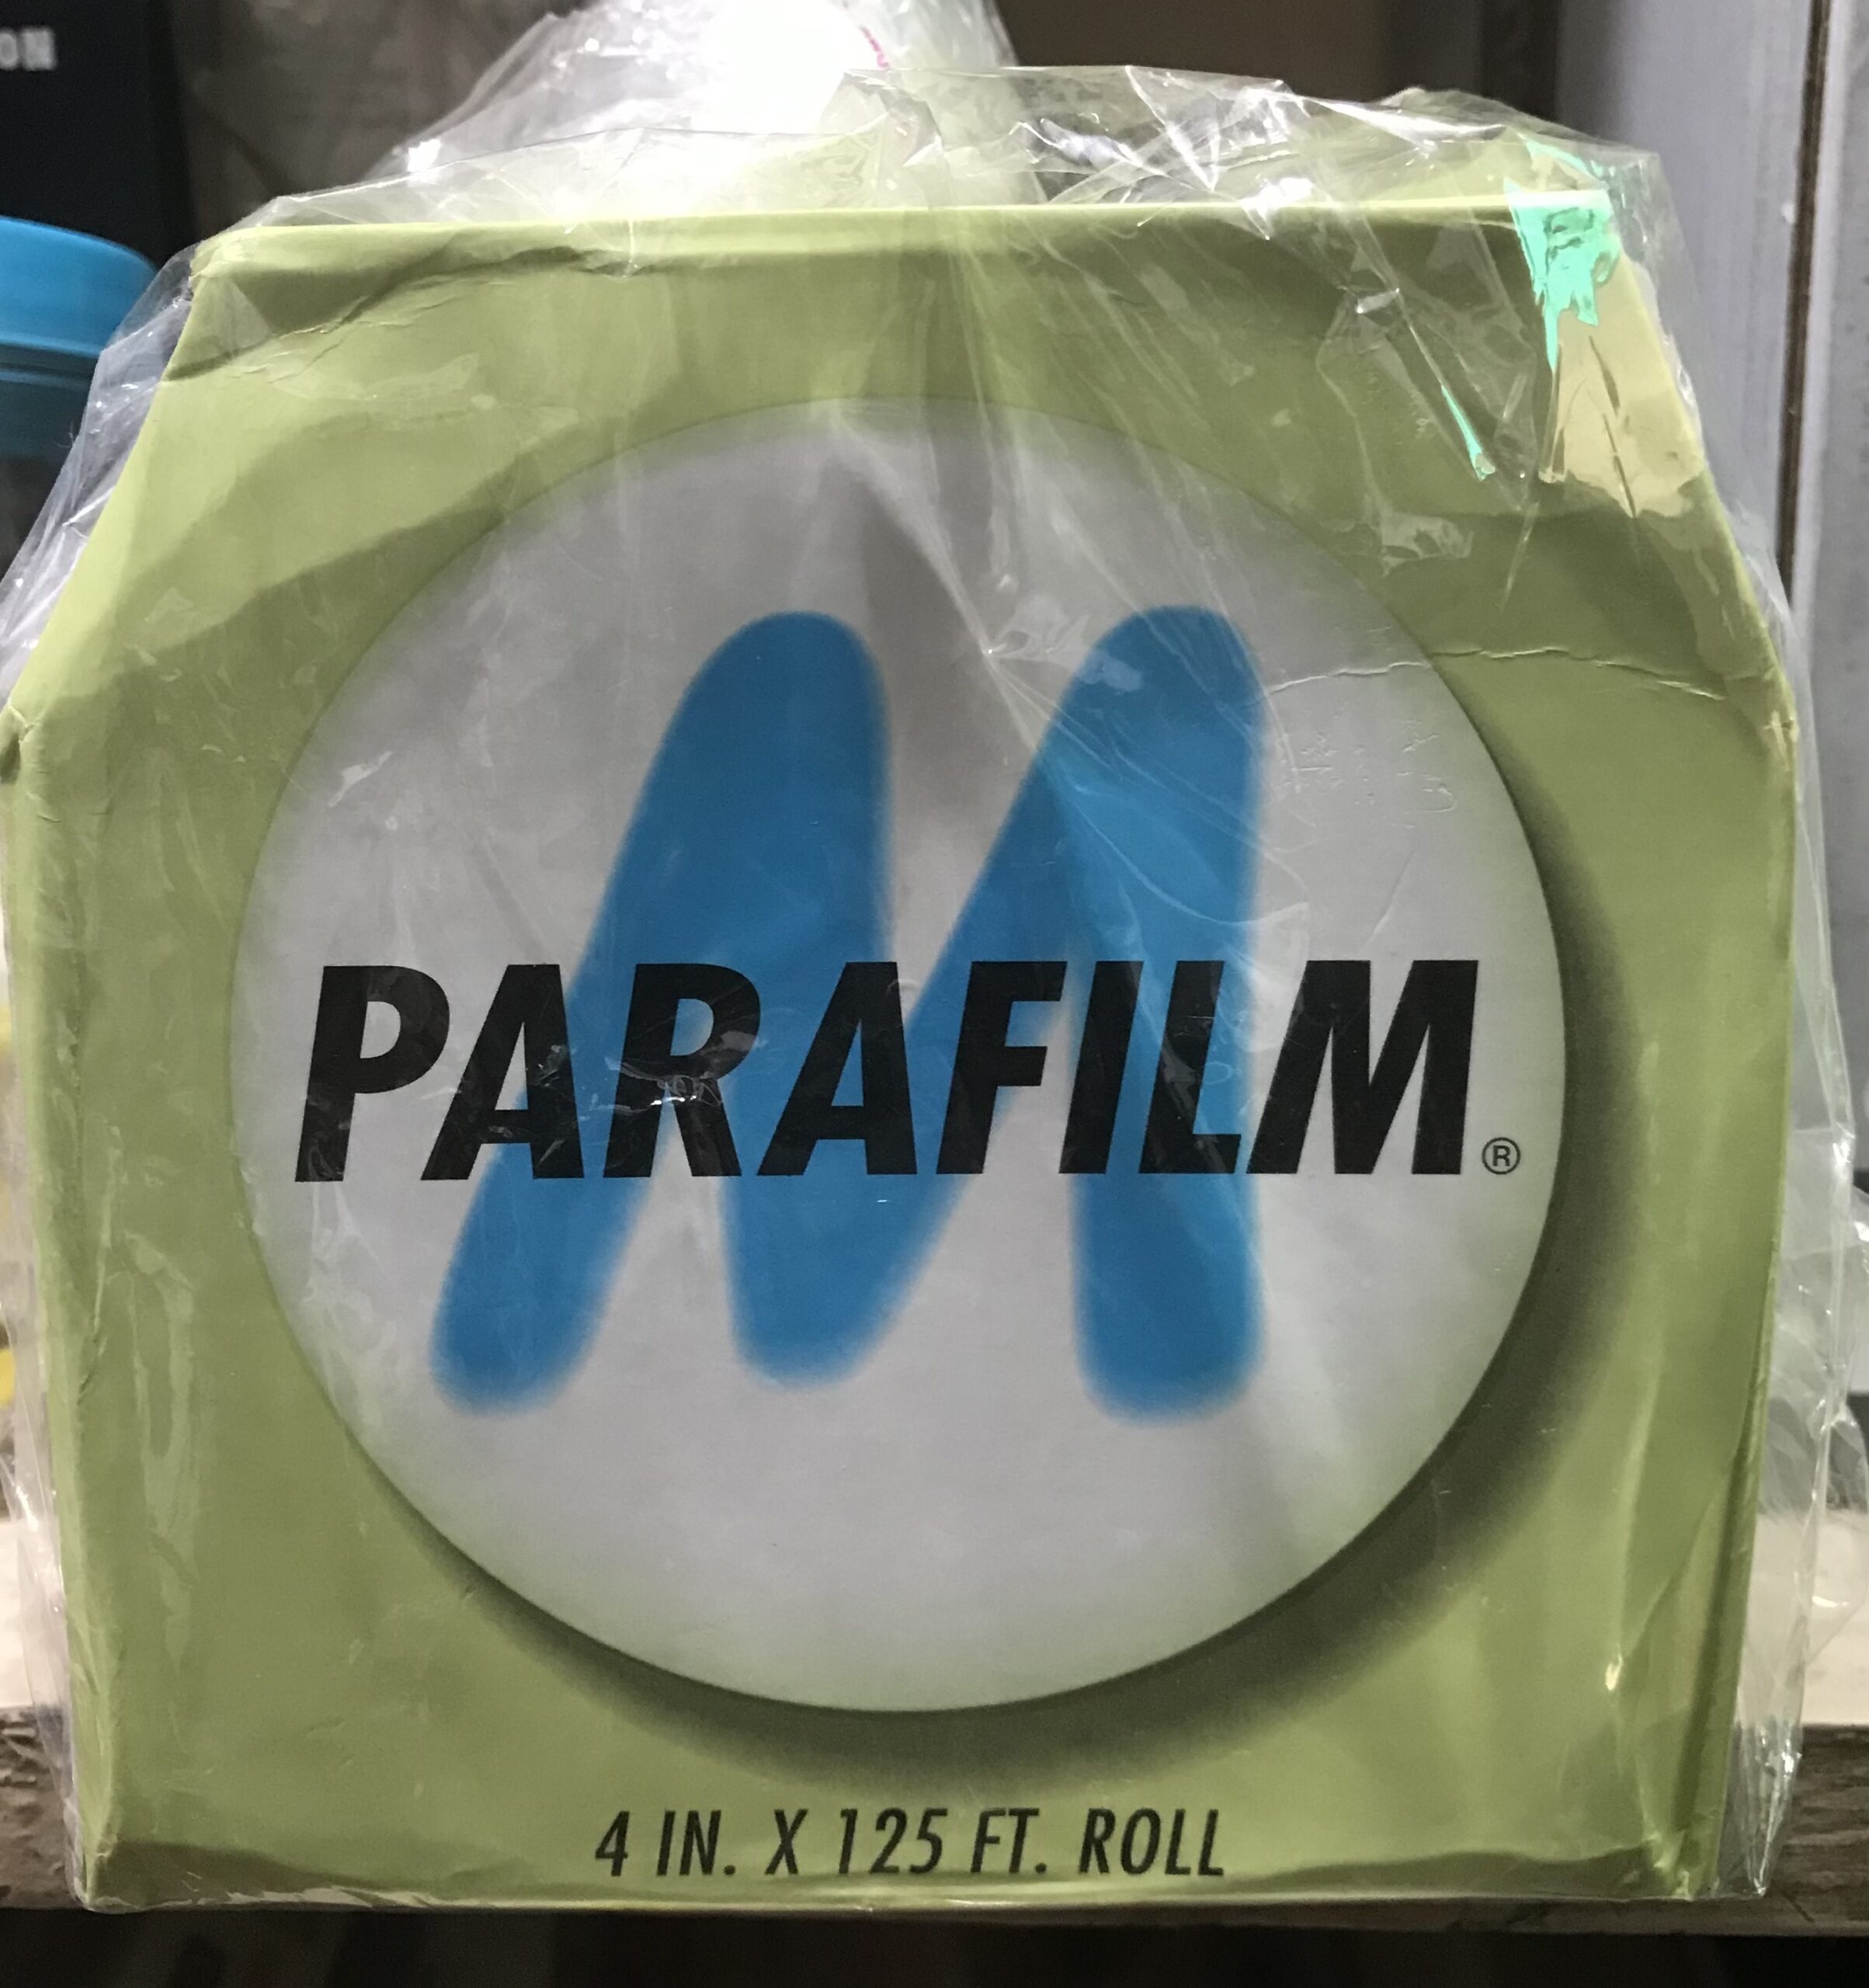 M
PARAFILM®
4 IN. X 125 FT. ROLL